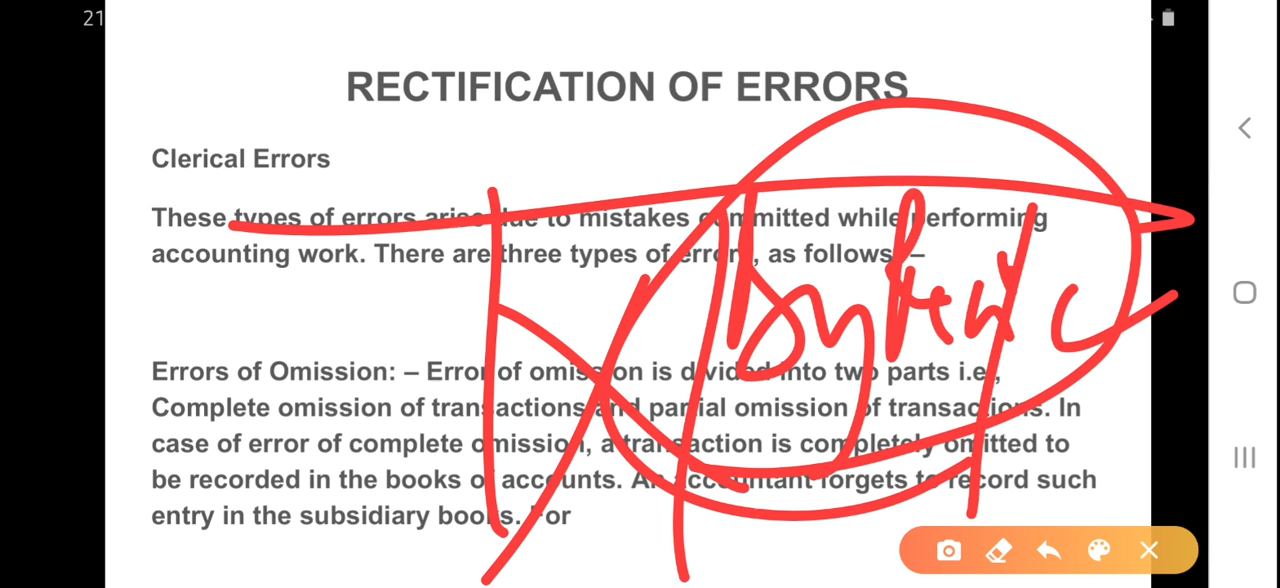 21
RECTIFICATION OF ERRORS
Clerical Errors
These types of errors arise due to mistakes committed while performing
accounting work. There are three types of errors, as follows: –
Errors of Omission: – Error of omission is divided into two parts i.e.,
Complete omission of transactions and partial omission of transactions. In
case of error of complete omission, a transaction is completely omitted to
be recorded in the books of accounts. An accountant forgets to record such
entry in the subsidiary books. For